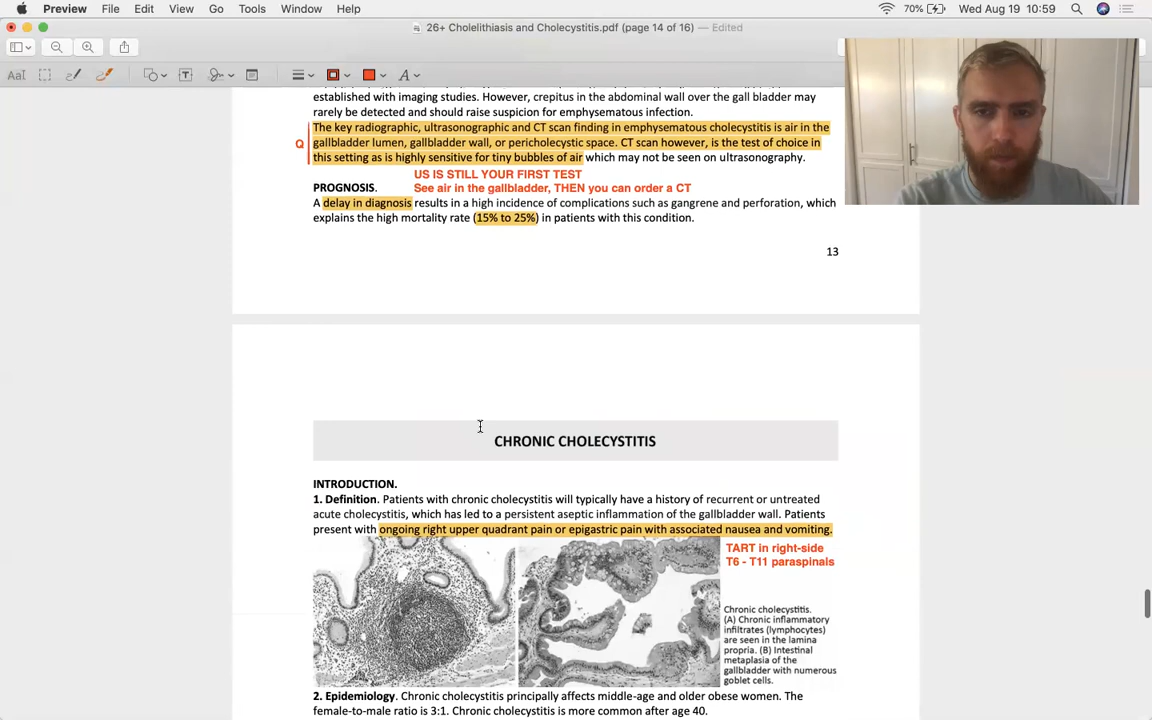 Preview File Edit View Go Tools Window Help 70% Wed Aug 19 10:59
26+ Cholelithiasis and Cholecystitis.pdf (page 14 of 16) — Edited
AaI T A
established with imaging studies. However, crepitus in the abdominal wall over the gall bladder may
rarely be detected and should raise suspicion for emphysematous infection.
The key radiographic, ultrasonographic and CT scan finding in emphysematous cholecystitis is air in the
Q gallbladder lumen, gallbladder wall, or pericholecystic space. CT scan however, is the test of choice in
this setting as is highly sensitive for tiny bubbles of air which may not be seen on ultrasonography.
US IS STILL YOUR FIRST TEST
PROGNOSIS. See air in the gallbladder, THEN you can order a CT
A delay in diagnosis results in a high incidence of complications such as gangrene and perforation, which
explains the high mortality rate (15% to 25%) in patients with this condition.
13
CHRONIC CHOLECYSTITIS
INTRODUCTION.
1. Definition. Patients with chronic cholecystitis will typically have a history of recurrent or untreated
acute cholecystitis, which has led to a persistent aseptic inflammation of the gallbladder wall. Patients
present with ongoing right upper quadrant pain or epigastric pain with associated nausea and vomiting.
TART in right-side
T6 - T11 paraspinals
Chronic cholecystitis.
(A) Chronic inflammatory
infiltrates (lymphocytes)
are seen in the lamina
propria. (B) Intestinal
metaplasia of the
gallbladder with numerous
goblet cells.
2. Epidemiology. Chronic cholecystitis principally affects middle-age and older obese women. The
female-to-male ratio is 3:1. Chronic cholecystitis is more common after age 40.